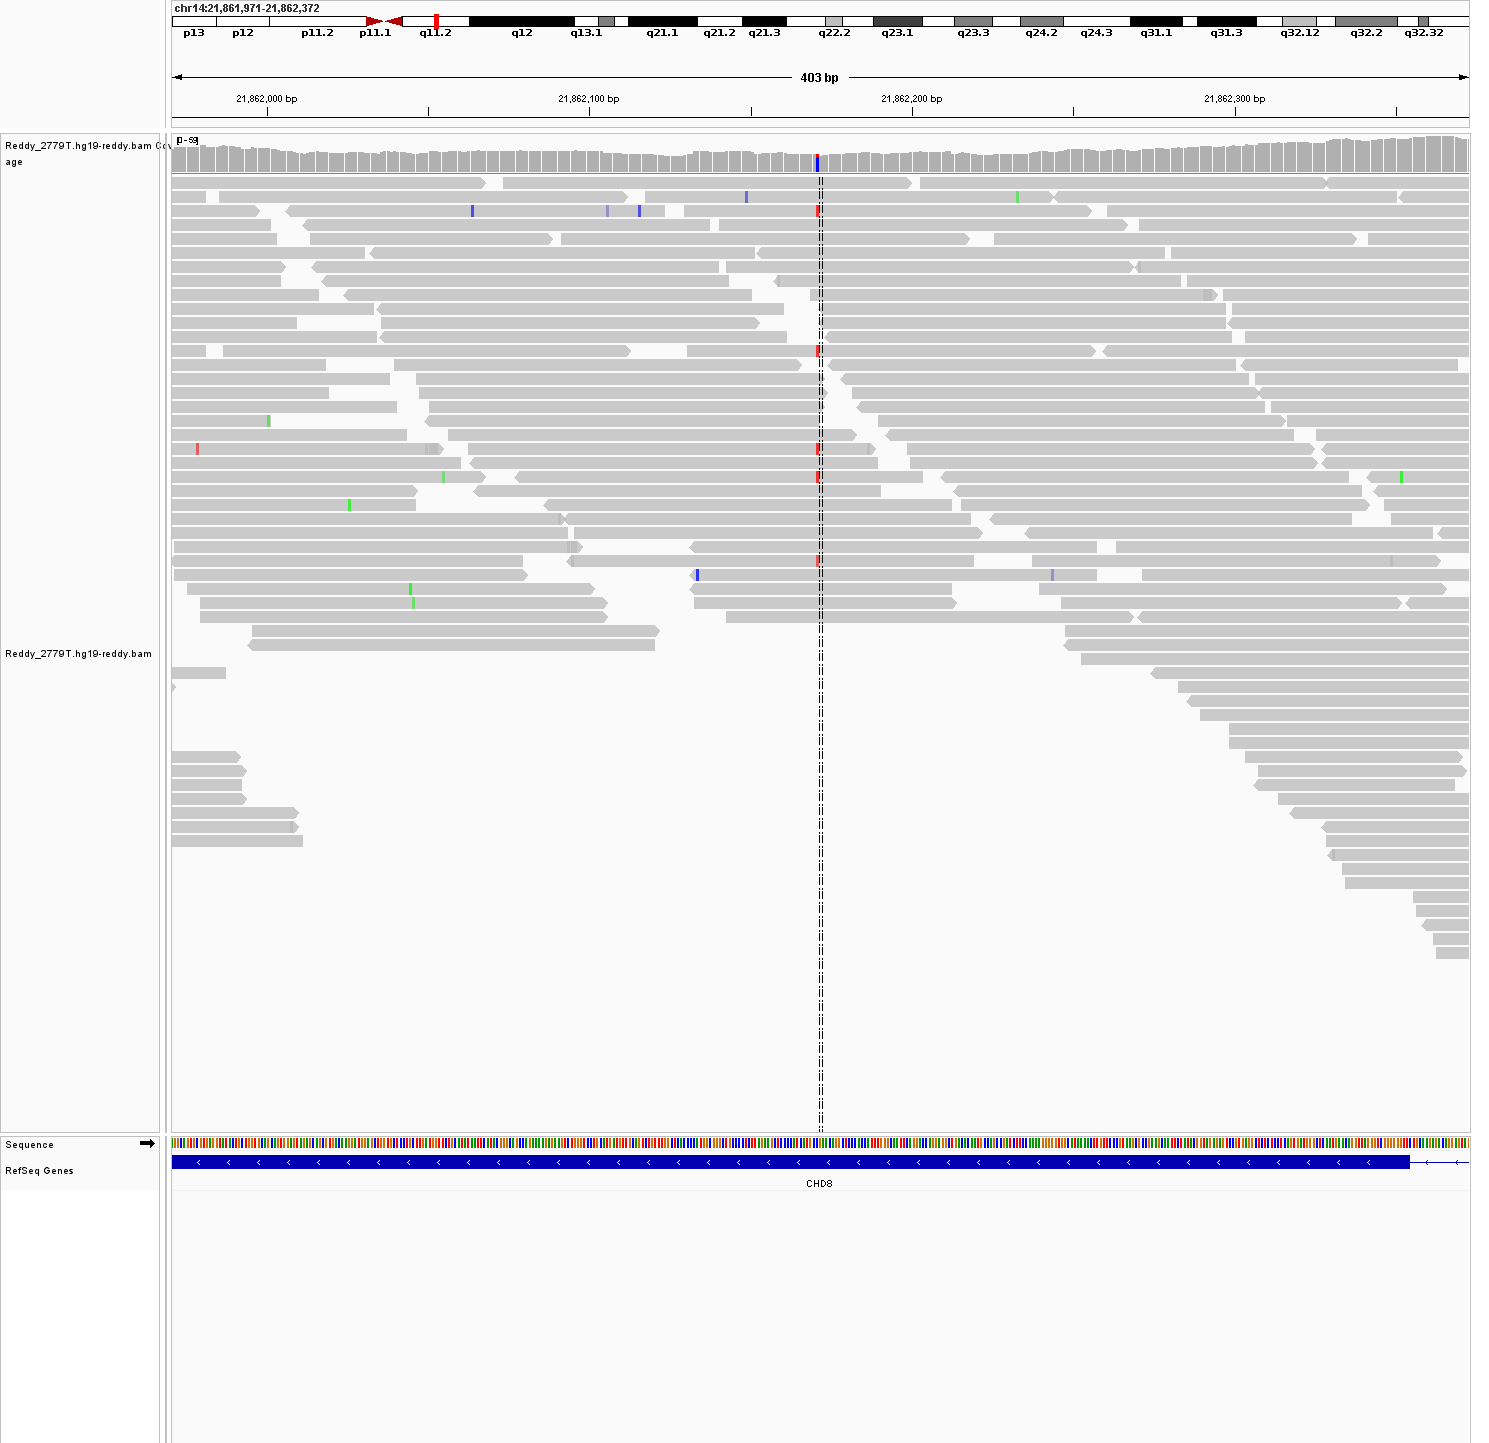 chr14:21,861,971-21,862,372
p13 p12 p11.2 p11.1 q11.2 q12 q13.1 q21.1 q21.2 q21.3 q22.2 q23.1 q23.3 q24.2 q24.3 q31.1 q31.3 q32.12 q32.2 q32.32
403 bp
21,862,000 bp 21,862,100 bp 21,862,200 bp 21,862,300 bp
[0-59]
Reddy_2779T.hg19-reddy.bam Cov
age
Reddy_2779T.hg19-reddy.bam
Sequence
RefSeq Genes
CHD8